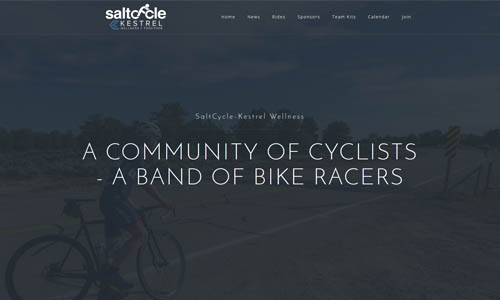 saltcycle
KESTREL
WELLNESS + POSITION
Home News Rides Sponsors Team Kits Calendar Join
SaltCycle-Kestrel Wellness
A COMMUNITY OF CYCLISTS
- A BAND OF BIKE RACERS